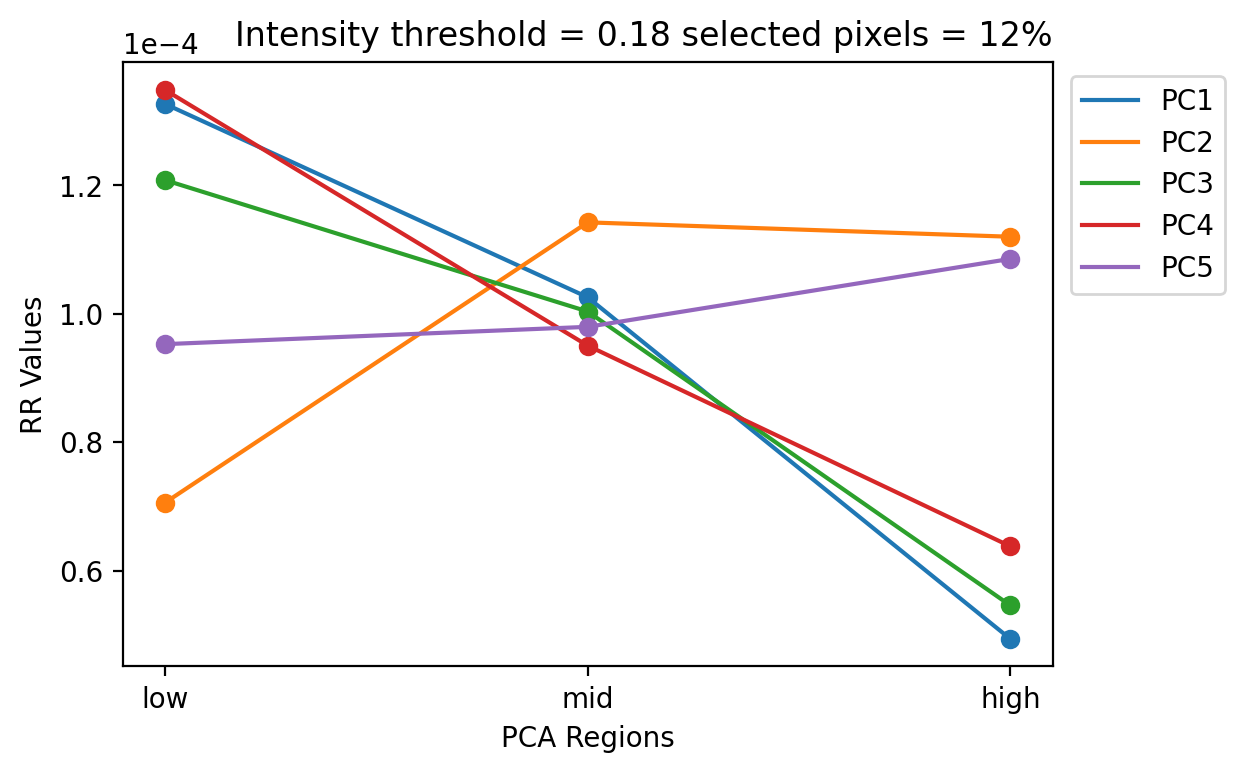 Intensity threshold = 0.18 selected pixels = 12%
1e−4
1.2
1.0
0.8
0.6
RR Values
low mid high
PCA Regions
PC1
PC2
PC3
PC4
PC5